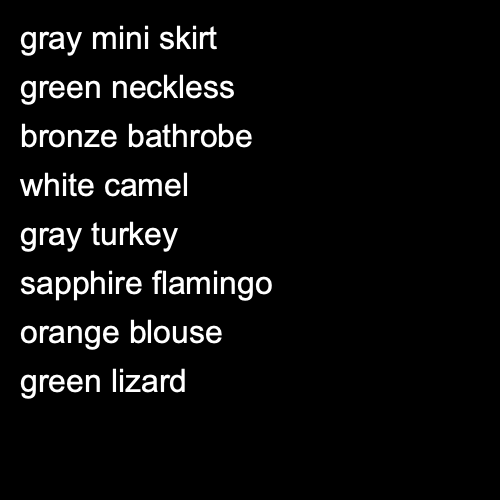 gray mini skirt
green neckless
bronze bathrobe
white camel
gray turkey
sapphire flamingo
orange blouse
green lizard